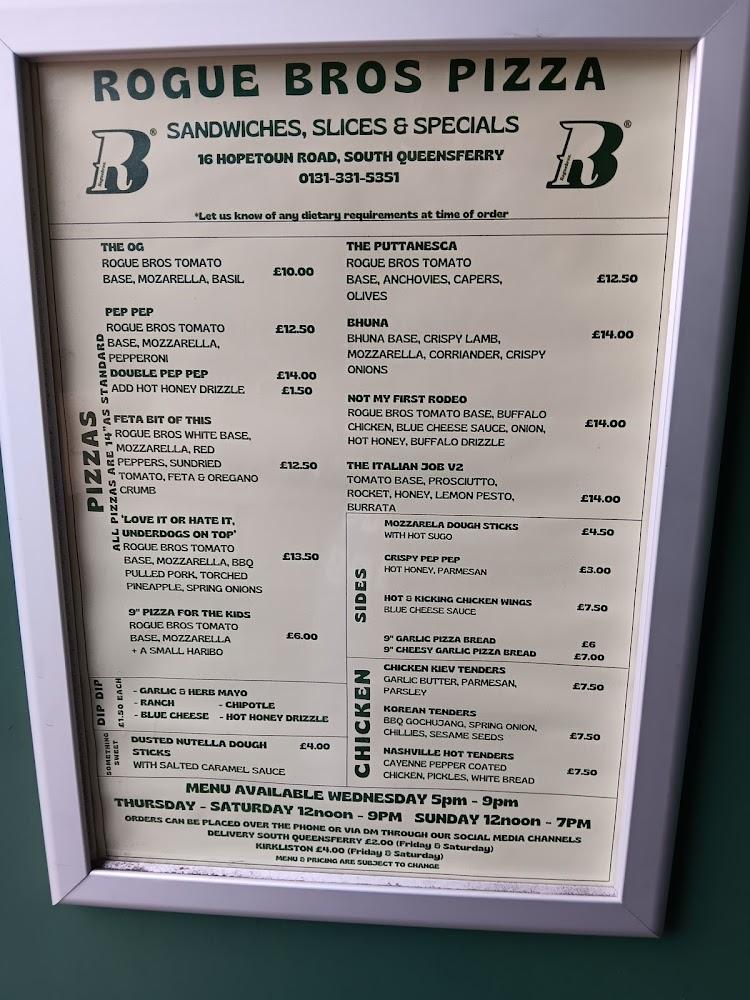 ROGUE BROS PIZZA
SANDWICHES, SLICES & SPECIALS
16 HOPETOUN ROAD, SOUTH QUEENSFERRY
0131-331-5351
*Let us know of any dietary requirements at time of order
PIZZAS
ALL PIZZAS ARE 14" AS STANDARD
THE OG
ROGUE BROS TOMATO
BASE, MOZARELLA, BASIL £10.00
PEP PEP
ROGUE BROS TOMATO £12.50
BASE, MOZZARELLA,
PEPPERONI
DOUBLE PEP PEP £14.00
ADD HOT HONEY DRIZZLE £1.50
FETA BIT OF THIS
ROGUE BROS WHITE BASE,
MOZZARELLA, RED
PEPPERS, SUNDRIED £12.50
TOMATO, FETA & OREGANO
CRUMB
'LOVE IT OR HATE IT,
UNDERDOGS ON TOP'
ROGUE BROS TOMATO £13.50
BASE, MOZZARELLA, BBQ
PULLED PORK, TORCHED
PINEAPPLE, SPRING ONIONS
9" PIZZA FOR THE KIDS
ROGUE BROS TOMATO
BASE, MOZZARELLA £6.00
+ A SMALL HARIBO
DIP DIP
£1.50 EACH
- GARLIC & HERB MAYO
- RANCH - CHIPOTLE
- BLUE CHEESE - HOT HONEY DRIZZLE
SOMETHING
SWEET
DUSTED NUTELLA DOUGH £4.00
STICKS
WITH SALTED CARAMEL SAUCE
THE PUTTANESCA
ROGUE BROS TOMATO
BASE, ANCHOVIES, CAPERS, £12.50
OLIVES
BHUNA
BHUNA BASE, CRISPY LAMB, £14.00
MOZZARELLA, CORRIANDER, CRISPY
ONIONS
NOT MY FIRST RODEO
ROGUE BROS TOMATO BASE, BUFFALO
CHICKEN, BLUE CHEESE SAUCE, ONION, £14.00
HOT HONEY, BUFFALO DRIZZLE
THE ITALIAN JOB V2
TOMATO BASE, PROSCIUTTO,
ROCKET, HONEY, LEMON PESTO, £14.00
BURRATA
SIDES
MOZZARELA DOUGH STICKS £4.50
WITH HOT SUGO
CRISPY PEP PEP
HOT HONEY, PARMESAN £3.00
HOT & KICKING CHICKEN WINGS £7.50
BLUE CHEESE SAUCE
9" GARLIC PIZZA BREAD £6
9" CHEESY GARLIC PIZZA BREAD £7.00
CHICKEN
CHICKEN KIEV TENDERS
GARLIC BUTTER, PARMESAN, £7.50
PARSLEY
KOREAN TENDERS
BBQ GOCHUJANG, SPRING ONION,
CHILLIES, SESAME SEEDS £7.50
NASHVILLE HOT TENDERS
CAYENNE PEPPER COATED £7.50
CHICKEN, PICKLES, WHITE BREAD
MENU AVAILABLE WEDNESDAY 5pm - 9pm
THURSDAY - SATURDAY 12noon - 9PM SUNDAY 12noon - 7PM
ORDERS CAN BE PLACED OVER THE PHONE OR VIA DM THROUGH OUR SOCIAL MEDIA CHANNELS
DELIVERY SOUTH QUEENSFERRY £2.00 (Friday & Saturday)
KIRKLISTON £4.00 (Friday & Saturday)
MENU & PRICING ARE SUBJECT TO CHANGE